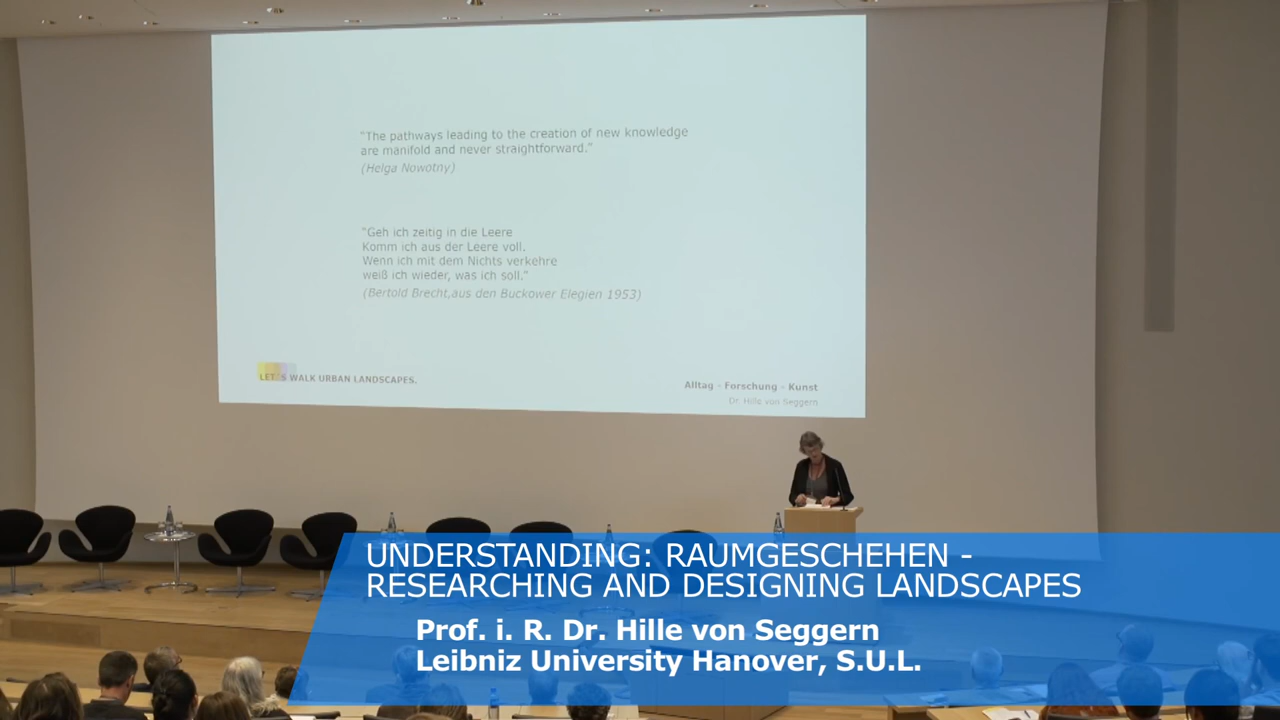 "The pathways leading to the creation of new knowledge
are manifold and never straightforward."
(Helga Nowotny)
"Geh ich zeitig in die Leere
Komm ich aus der Leere voll.
Wenn ich mit dem Nichts verkehre
weiß ich wieder, was ich soll."
(Bertold Brecht,aus den Buckower Elegien 1953)
LET'S WALK URBAN LANDSCAPES.
Alltag - Forschung - Kunst
Dr. Hille von Seggern
UNDERSTANDING: RAUMGESCHEHEN -
RESEARCHING AND DESIGNING LANDSCAPES
Prof. i. R. Dr. Hille von Seggern
Leibniz University Hanover, S.U.L.